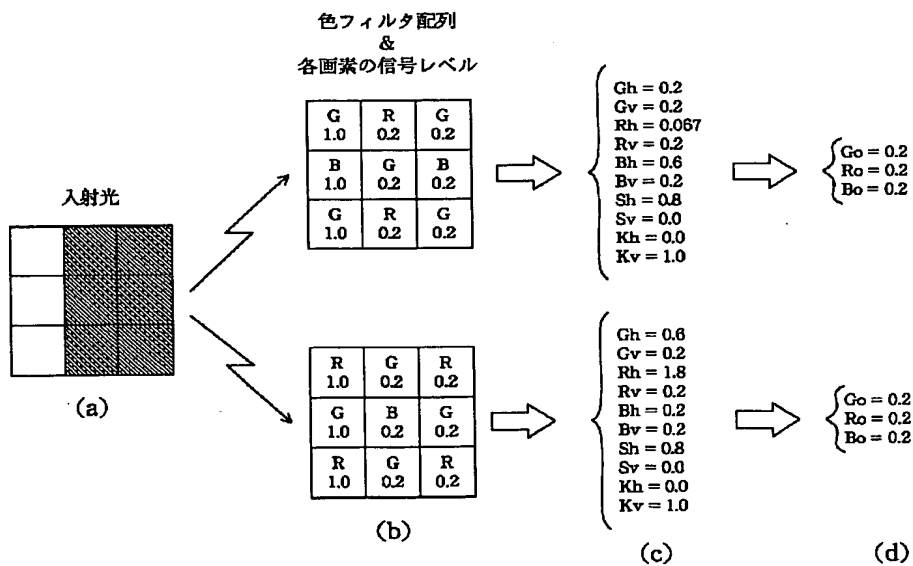 色フィルタ配列
&
各画素の信号レベル
入射光
G R G
1.0 0.2 0.2
B G B
1.0 0.2 0.2
G R G
1.0 0.2 0.2
Gh = 0.2
Gv = 0.2
Rh = 0.067
Rv = 0.2
Bh = 0.6
Bv = 0.2
Sh = 0.8
Sv = 0.0
Kh = 0.0
Kv = 1.0
Go = 0.2
Ro = 0.2
Bo = 0.2
(a)
R G R
1.0 0.2 0.2
G B G
1.0 0.2 0.2
R G R
1.0 0.2 0.2
(b)
Gh = 0.6
Gv = 0.2
Rh = 1.8
Rv = 0.2
Bh = 0.2
Bv = 0.2
Sh = 0.8
Sv = 0.0
Kh = 0.0
Kv = 1.0
(c)
Go = 0.2
Ro = 0.2
Bo = 0.2
(d)